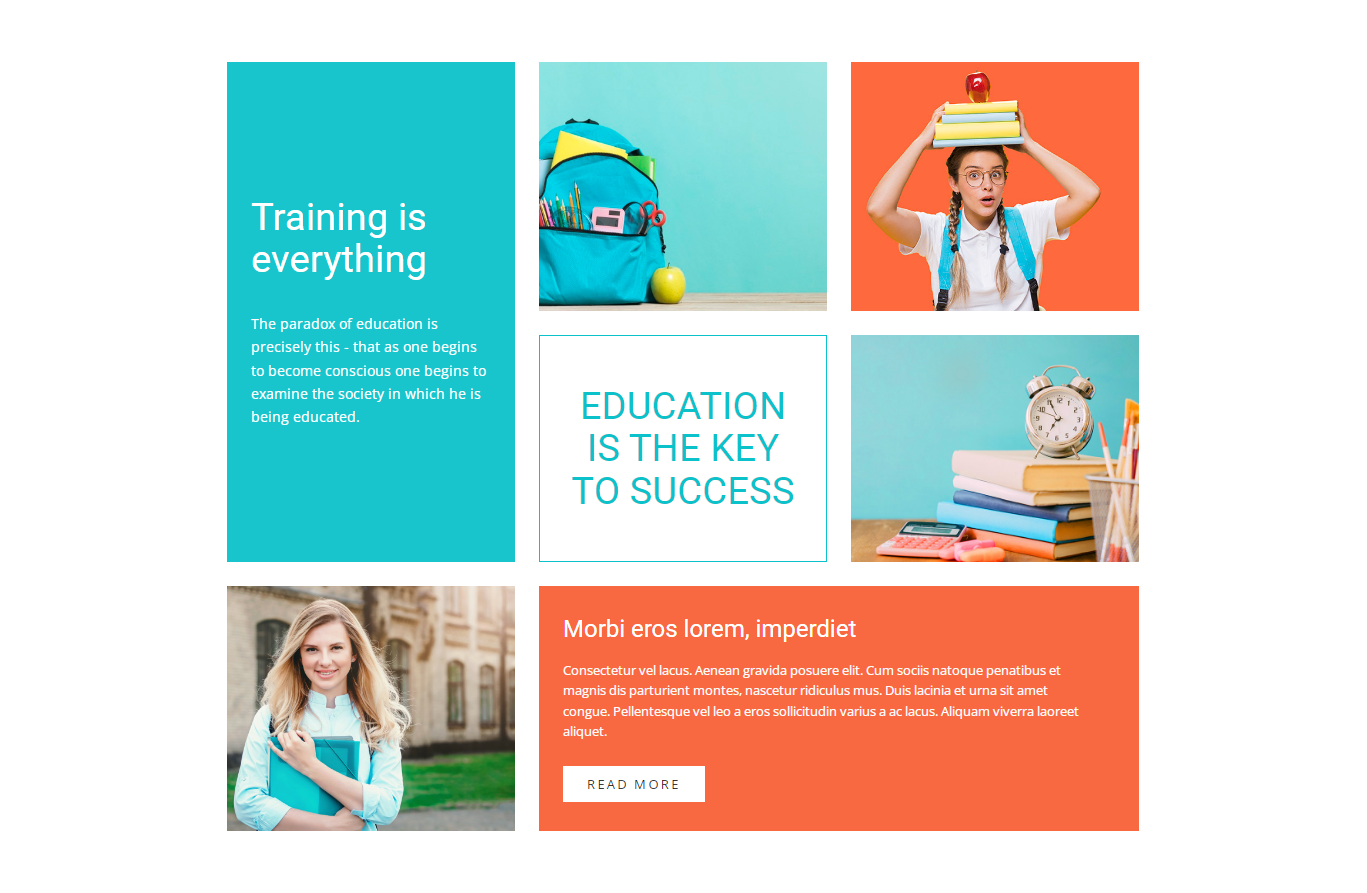 Training is
everything
The paradox of education is
precisely this - that as one begins
to become conscious one begins to
examine the society in which he is
being educated.
EDUCATION
IS THE KEY
TO SUCCESS
Morbi eros lorem, imperdiet
Consectetur vel lacus. Aenean gravida posuere elit. Cum sociis natoque penatibus et
magnis dis parturient montes, nascetur ridiculus mus. Duis lacinia et urna sit amet
congue. Pellentesque vel leo a eros sollicitudin varius a ac lacus. Aliquam viverra laoreet
aliquet.
READ MORE